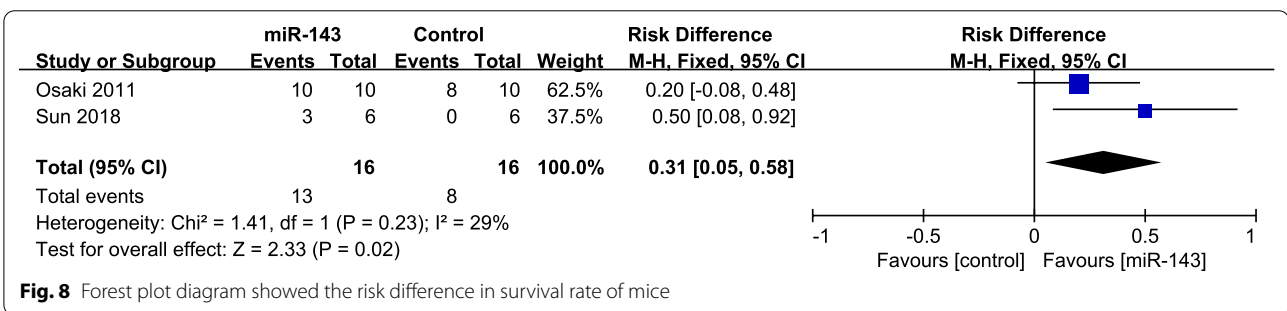 miR-143 Control Risk Difference Risk Difference
Study or Subgroup Events Total Events Total Weight M-H, Fixed, 95% CI M-H, Fixed, 95% CI
Osaki 2011 10 10 8 10 62.5% 0.20 [-0.08, 0.48]
Sun 2018 3 6 0 6 37.5% 0.50 [0.08, 0.92]
Total (95% CI) 16 16 100.0% 0.31 [0.05, 0.58]
Total events 13 8
Heterogeneity: Chi² = 1.41, df = 1 (P = 0.23); I² = 29%
Test for overall effect: Z = 2.33 (P = 0.02)
-1 -0.5 0 0.5 1
Favours [control] Favours [miR-143]
Fig. 8 Forest plot diagram showed the risk difference in survival rate of mice